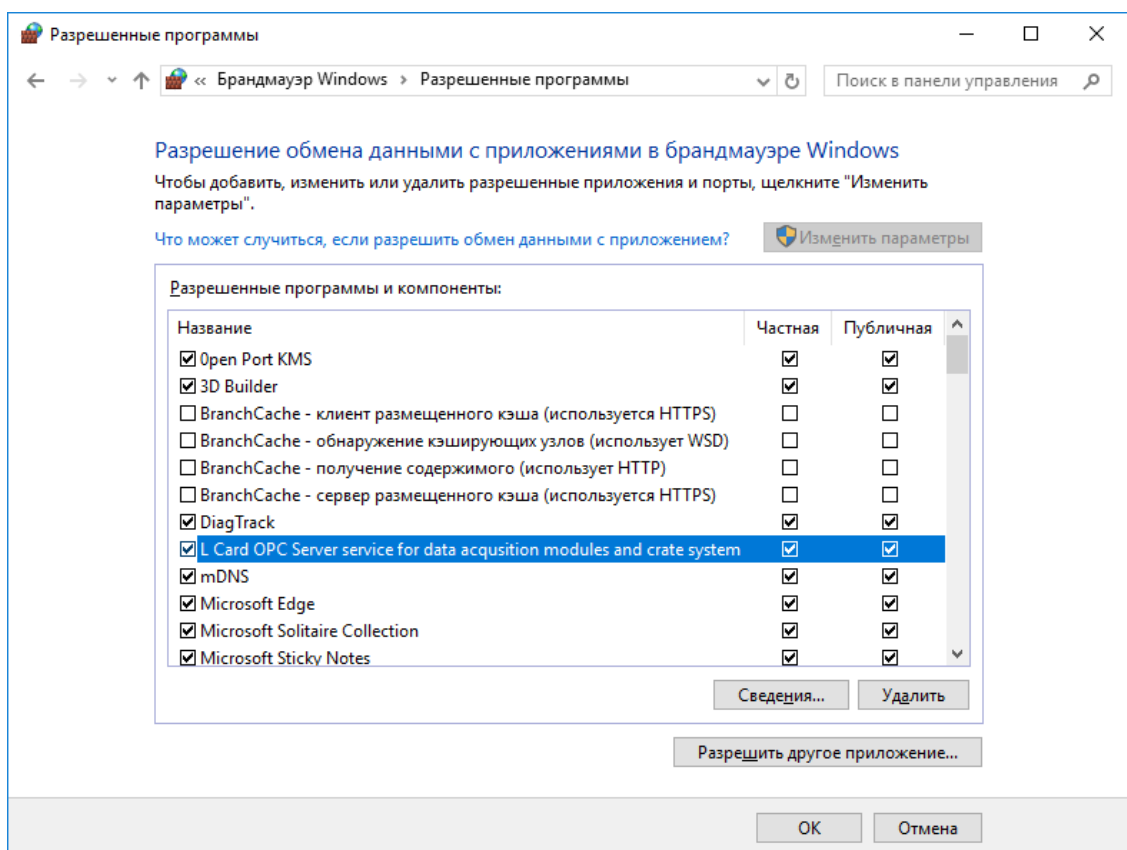 Разрешенные программы
« Брандмауэр Windows > Разрешенные программы
Поиск в панели управления
Разрешение обмена данными с приложениями в брандмауэре Windows
Чтобы добавить, изменить или удалить разрешенные приложения и порты, щелкните "Изменить
параметры".
Что может случиться, если разрешить обмен данными с приложением?
Изменить параметры
Разрешенные программы и компоненты:
Название Частная Публичная
0pen Port KMS
3D Builder
BranchCache - клиент размещенного кэша (используется HTTPS)
BranchCache - обнаружение кэширующих узлов (использует WSD)
BranchCache - получение содержимого (использует HTTP)
BranchCache - сервер размещенного кэша (используется HTTPS)
DiagTrack
L Card OPC Server service for data acqusition modules and crate system
mDNS
Microsoft Edge
Microsoft Solitaire Collection
Microsoft Sticky Notes
Сведения... Удалить
Разрешить другое приложение...
OK Отмена